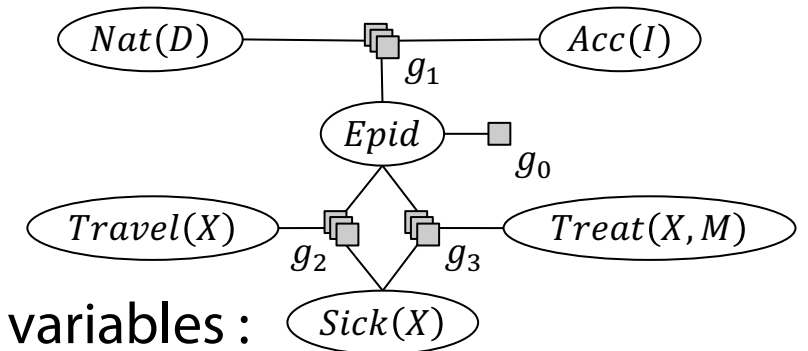 Nat(D) Acc(I)
g₁
Epid
g₀
Travel(X) Treat(X, M)
g₂ g₃
variables : Sick(X)